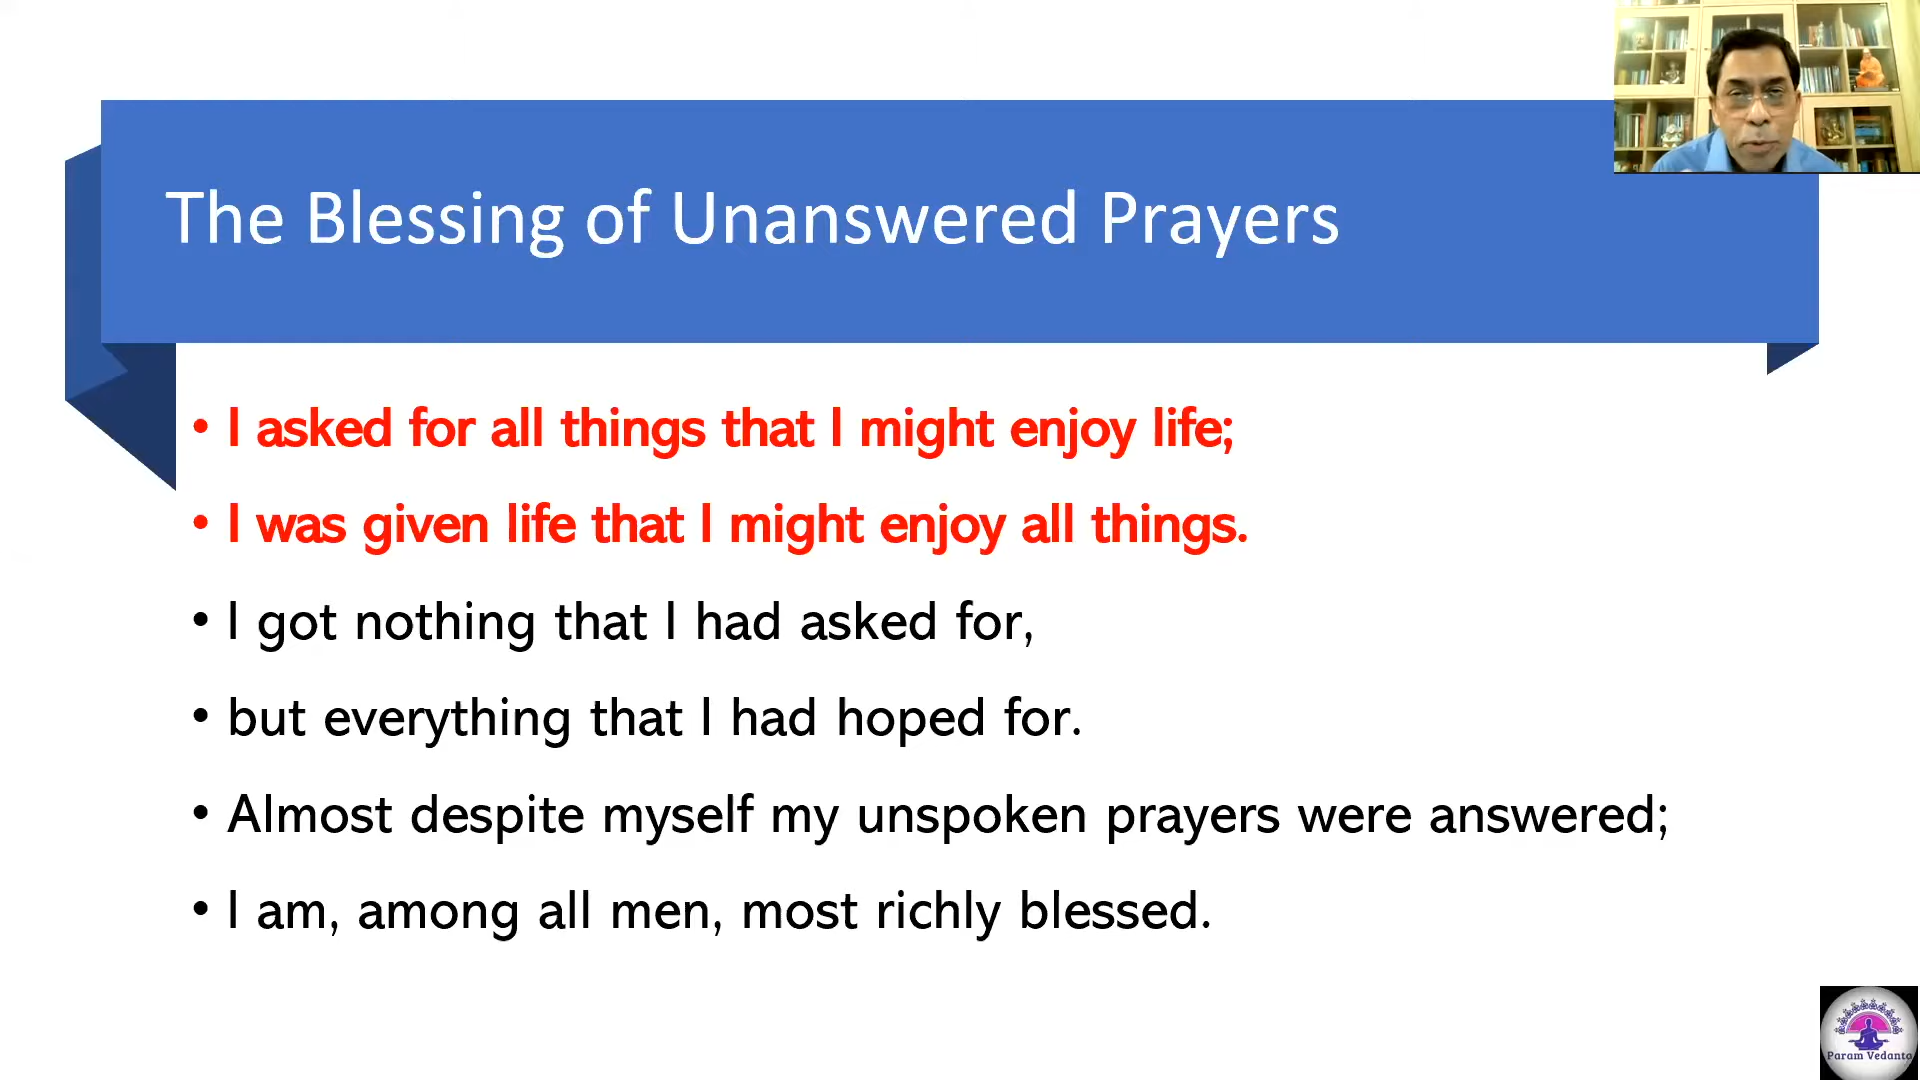 The Blessing of Unanswered Prayers
• I asked for all things that I might enjoy life;
• I was given life that I might enjoy all things.
• I got nothing that I had asked for,
• but everything that I had hoped for.
• Almost despite myself my unspoken prayers were answered;
• I am, among all men, most richly blessed.
Param Vedanta